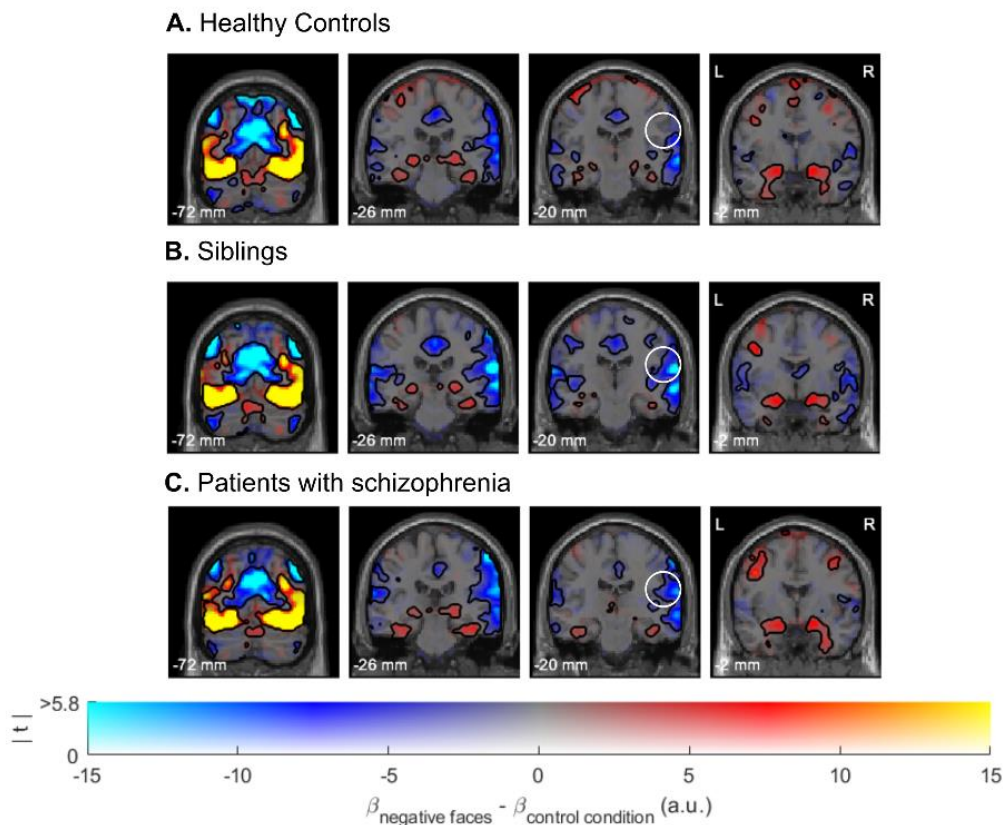 A. Healthy Controls
L R
-72 mm -26 mm -20 mm -2 mm
B. Siblings
L R
-72 mm -26 mm -20 mm -2 mm
C. Patients with schizophrenia
L R
-72 mm -26 mm -20 mm -2 mm
>5.8
| t |
0
-15 -10 -5 0 5 10 15
βnegative faces - βcontrol condition (a.u.)